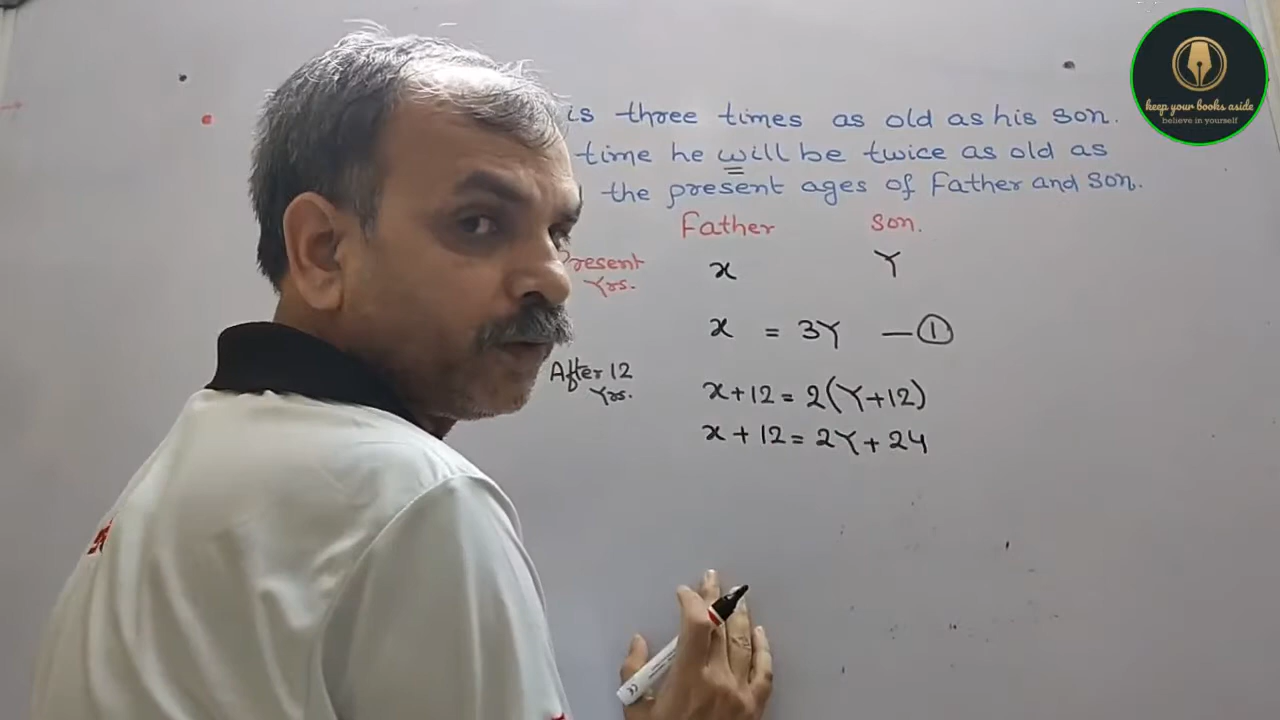 is three times as old as his son.
time he will be twice as old as
the present ages of Father and Son.
Father Son.
Present Yrs. x Y
x = 3Y —①
After 12 Yrs. x+12 = 2(Y+12)
x + 12 = 2Y + 24
keep your books aside
believe in yourself